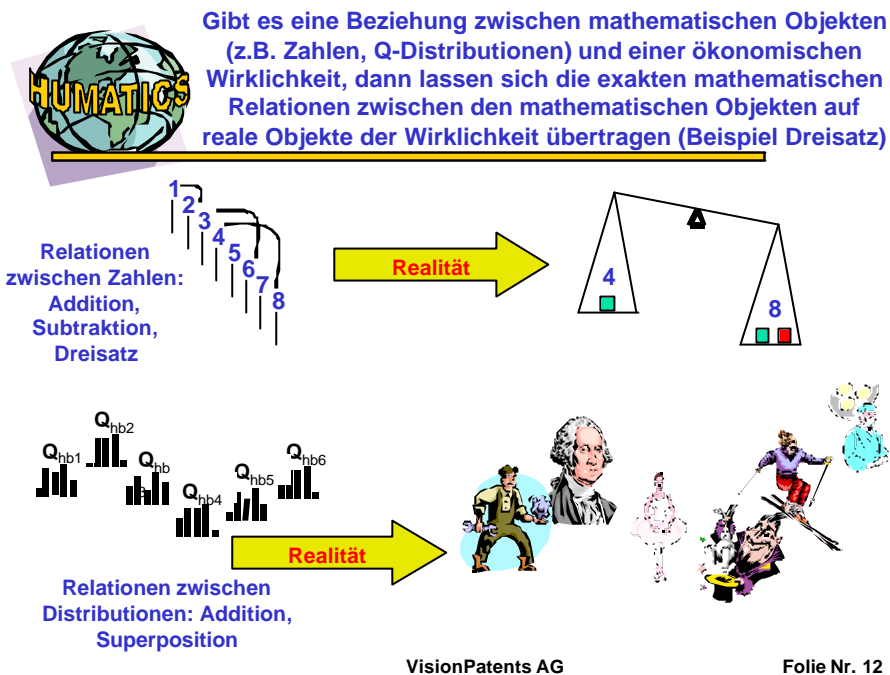 Gibt es eine Beziehung zwischen mathematischen Objekten
(z.B. Zahlen, Q-Distributionen) und einer ökonomischen
Wirklichkeit, dann lassen sich die exakten mathematischen
Relationen zwischen den mathematischen Objekten auf
reale Objekte der Wirklichkeit übertragen (Beispiel Dreisatz)
HUMATICS
1
2
3
4
5
6
7
8
Relationen
zwischen Zahlen:
Addition,
Subtraktion,
Dreisatz
Realität
4
8
Qhb1
Qhb2
Qhb
Qhb4
Qhb5
Qhb6
Realität
Relationen zwischen
Distributionen: Addition,
Superposition
VisionPatents AG
Folie Nr. 12